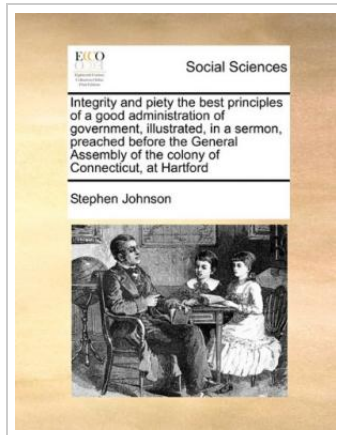 ECCO
Social Sciences
Integrity and piety the best principles
of a good administration of
government, illustrated, in a sermon,
preached before the General
Assembly of the colony of
Connecticut, at Hartford
Stephen Johnson